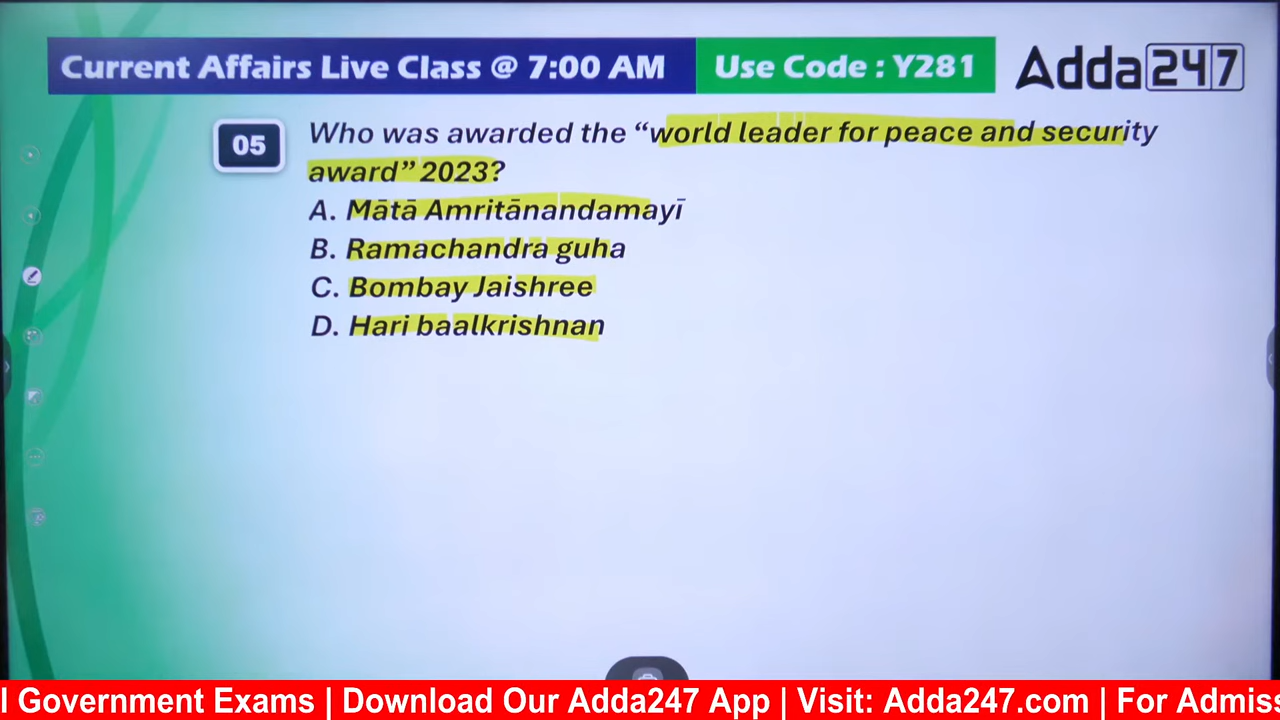 Current Affairs Live Class @ 7:00 AM Use Code : Y281 Adda247
05 Who was awarded the “world leader for peace and security
award” 2023?
A. Mātā Amritānandamayī
B. Ramachandra guha
C. Bombay Jaishree
D. Hari baalkrishnan
l Government Exams | Download Our Adda247 App | Visit: Adda247.com | For Admiss